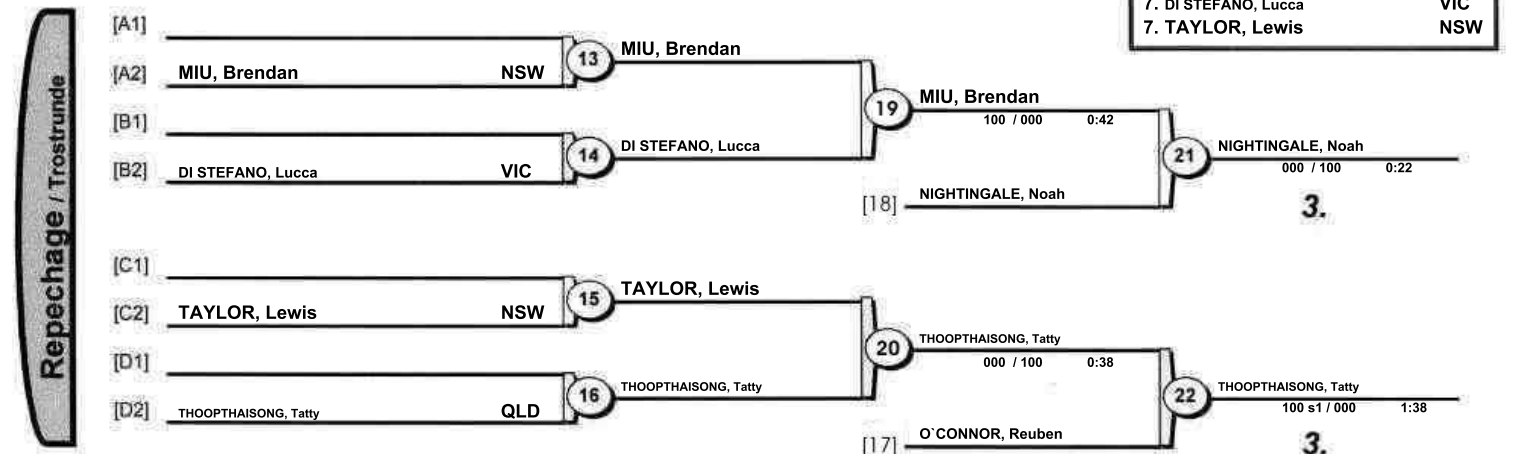 7. DI STEFANO, Lucca VIC
7. TAYLOR, Lewis NSW
Repechage / Trostrunde
[A1]
[A2] MIU, Brendan NSW
13
MIU, Brendan
[B1]
[B2] DI STEFANO, Lucca VIC
14
DI STEFANO, Lucca
19
MIU, Brendan
100 / 000 0:42
[18] NIGHTINGALE, Noah
21
NIGHTINGALE, Noah
000 / 100 0:22
3.
[C1]
[C2] TAYLOR, Lewis NSW
15
TAYLOR, Lewis
[D1]
[D2] THOOPTHAISONG, Tatty QLD
16
THOOPTHAISONG, Tatty
20
THOOPTHAISONG, Tatty
000 / 100 0:38
[17] O`CONNOR, Reuben
22
THOOPTHAISONG, Tatty
100 s1 / 000 1:38
3.